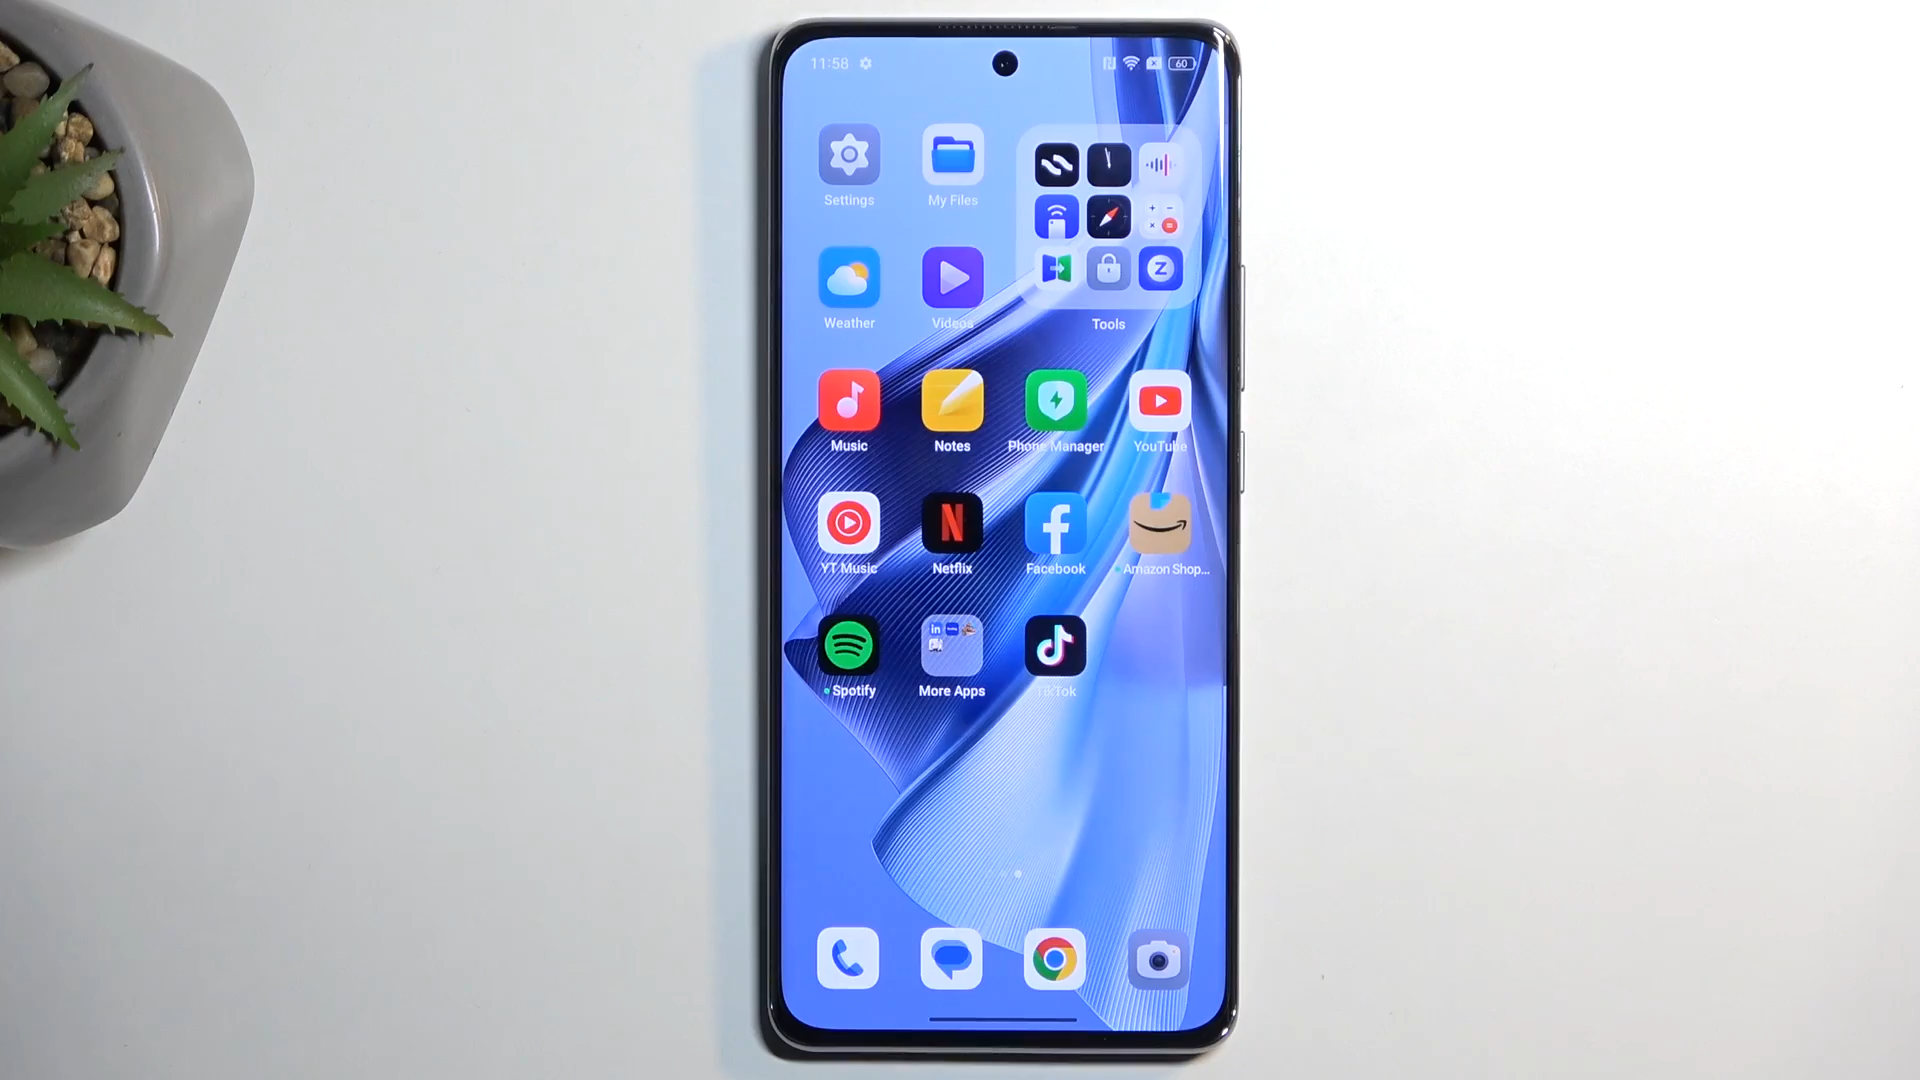 11:58 60
Settings My Files
Weather Videos Tools
Music Notes Phone Manager YouTube
YT Music Netflix Facebook Amazon Shop...
Spotify More Apps TikTok